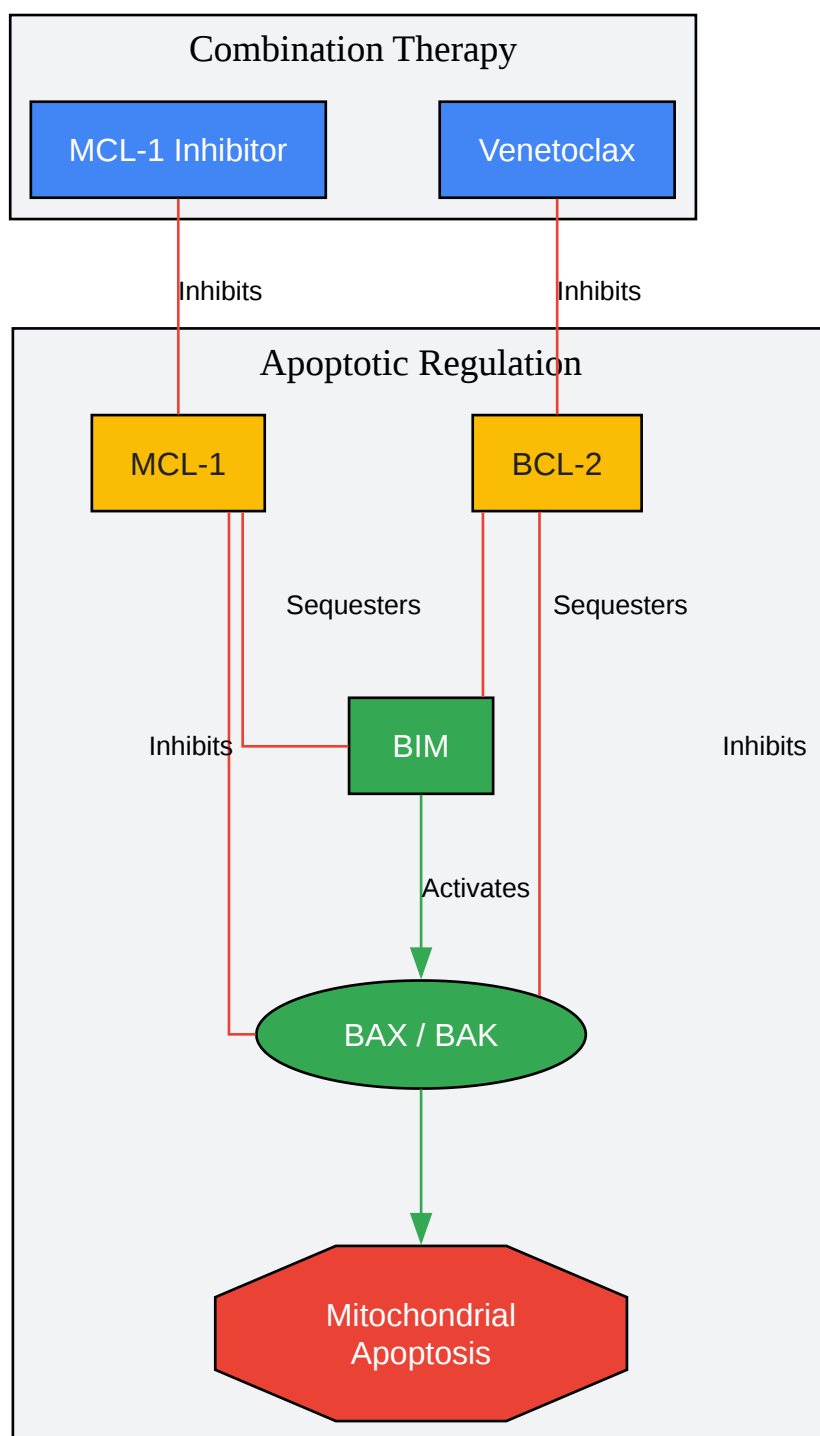 Combination Therapy
MCL-1 Inhibitor
Venetoclax
Inhibits
Inhibits
Apoptotic Regulation
MCL-1
BCL-2
Sequesters
Sequesters
Inhibits
BIM
Inhibits
Activates
BAX / BAK
Mitochondrial
Apoptosis